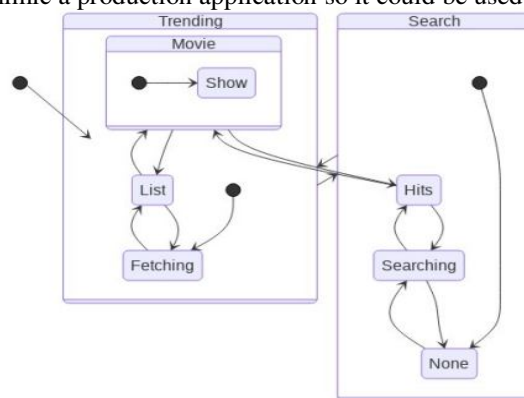 mimic a production application so it could be used
Trending
Search
Movie
Show
List
Hits
Fetching
Searching
None